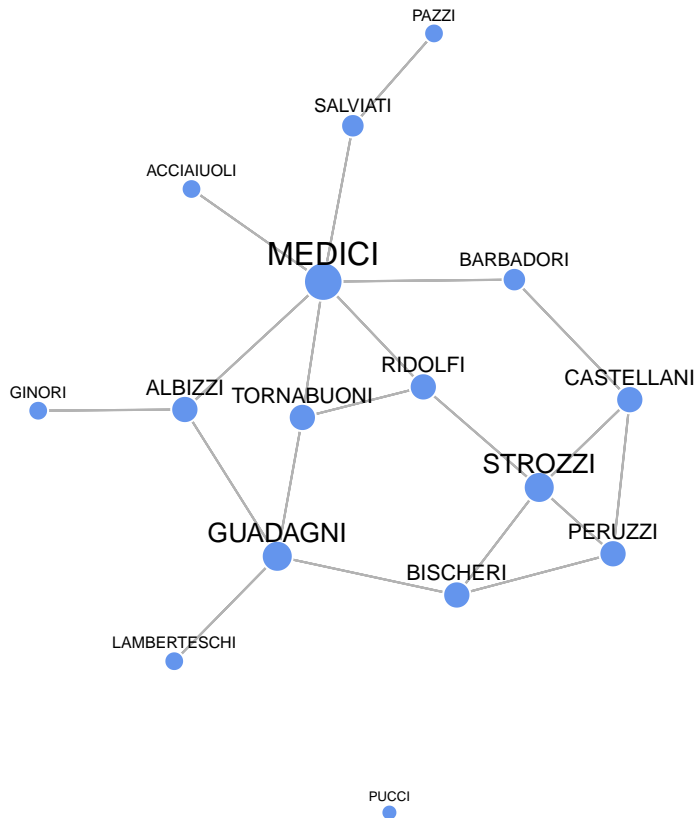 PAZZI
SALVIATI
ACCIAIUOLI
MEDICI
BARBADORI
RIDOLFI
CASTELLANI
ALBIZZI
TORNABUONI
GINORI
STROZZI
GUADAGNI
PERUZZI
BISCHERI
LAMBERTESCHI
PUCCI